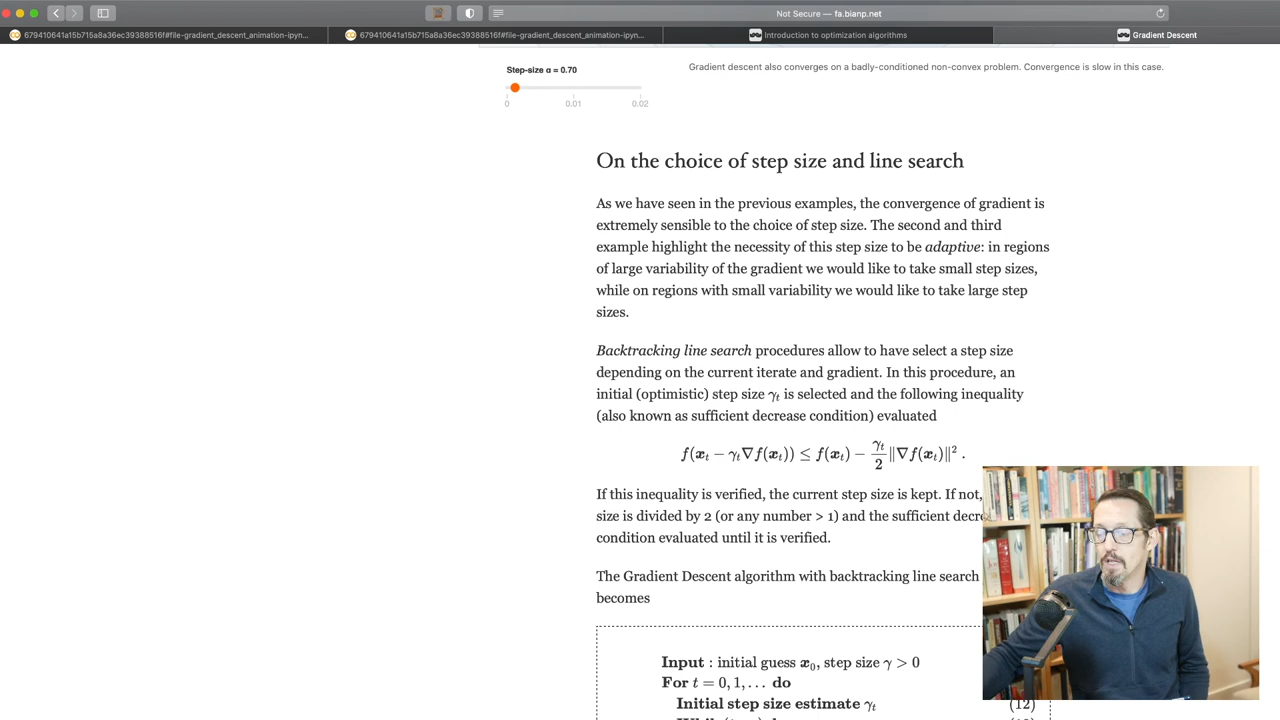 Not Secure — fa.bianp.net
679410641a15b715a8a36ec39388516f#file-gradient_descent_animation-ipyn...
679410641a15b715a8a36ec39388516f#file-gradient_descent_animation-ipyn...
Introduction to optimization algorithms
Gradient Descent
Step-size α = 0.70
0 0.01 0.02
Gradient descent also converges on a badly-conditioned non-convex problem. Convergence is slow in this case.
On the choice of step size and line search
As we have seen in the previous examples, the convergence of gradient is
extremely sensible to the choice of step size. The second and third
example highlight the necessity of this step size to be adaptive: in regions
of large variability of the gradient we would like to take small step sizes,
while on regions with small variability we would like to take large step
sizes.
Backtracking line search procedures allow to have select a step size
depending on the current iterate and gradient. In this procedure, an
initial (optimistic) step size γₜ is selected and the following inequality
(also known as sufficient decrease condition) evaluated
f(xₜ − γₜ∇f(xₜ)) ≤ f(xₜ) − γₜ/2 ‖∇f(xₜ)‖² .
If this inequality is verified, the current step size is kept. If not,
size is divided by 2 (or any number > 1) and the sufficient decre
condition evaluated until it is verified.
The Gradient Descent algorithm with backtracking line search
becomes
Input : initial guess x₀, step size γ > 0
For t = 0, 1, … do
Initial step size estimate γₜ (12)